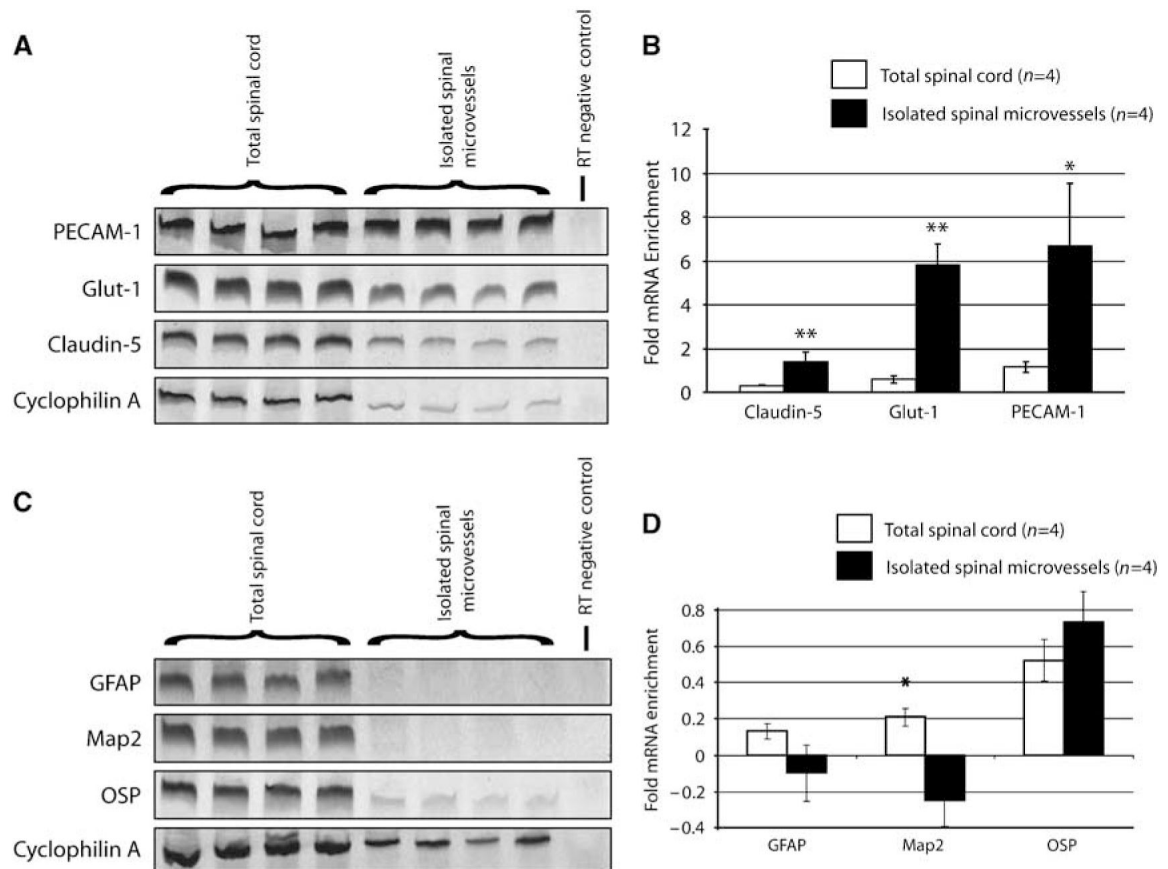 A
Total spinal cord
Isolated spinal
microvessels
RT negative control
PECAM-1
Glut-1
Claudin-5
Cyclophilin A
B
Total spinal cord (n=4)
Isolated spinal microvessels (n=4)
Fold mRNA Enrichment
12
10
8
6
4
2
0
**
**
*
Claudin-5
Glut-1
PECAM-1
C
Total spinal cord
Isolated spinal
microvessels
RT negative control
GFAP
Map2
OSP
Cyclophilin A
D
Total spinal cord (n=4)
Isolated spinal microvessels (n=4)
Fold mRNA enrichment
0.8
0.6
0.4
0.2
0
−0.2
−0.4
*
GFAP
Map2
OSP